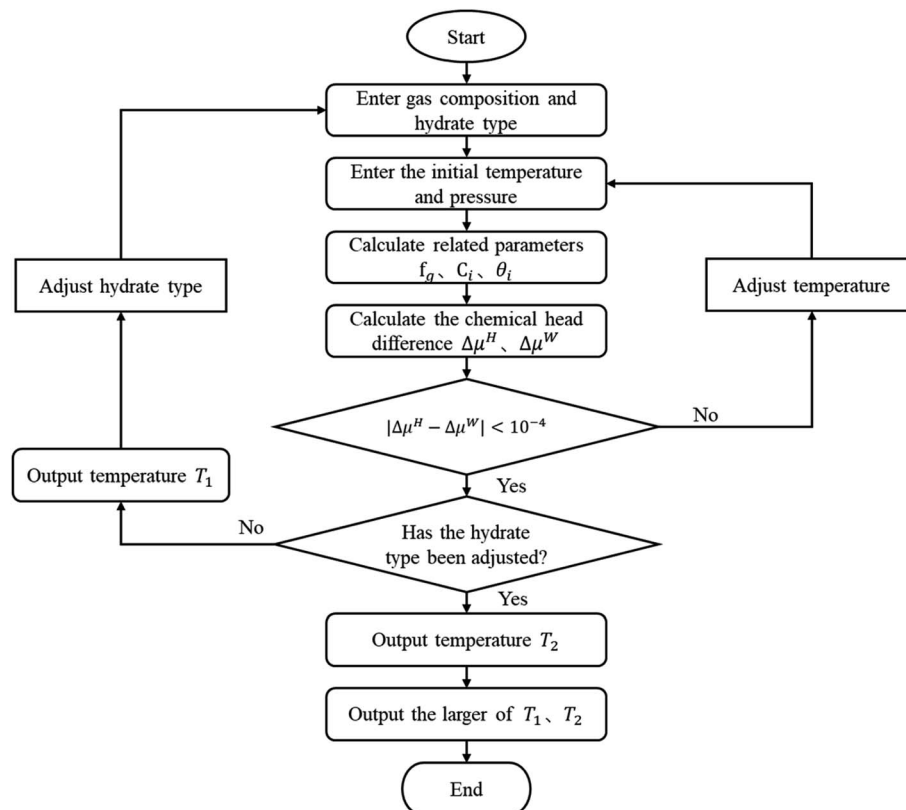 Start
Enter gas composition and
hydrate type
Enter the initial temperature
and pressure
Calculate related parameters
f_g、C_i、θ_i
Adjust hydrate type
Adjust temperature
Calculate the chemical head
difference Δμ^H、Δμ^W
|Δμ^H − Δμ^W| < 10^−4
No
Output temperature T_1
Yes
No
Has the hydrate
type been adjusted?
Yes
Output temperature T_2
Output the larger of T_1、T_2
End